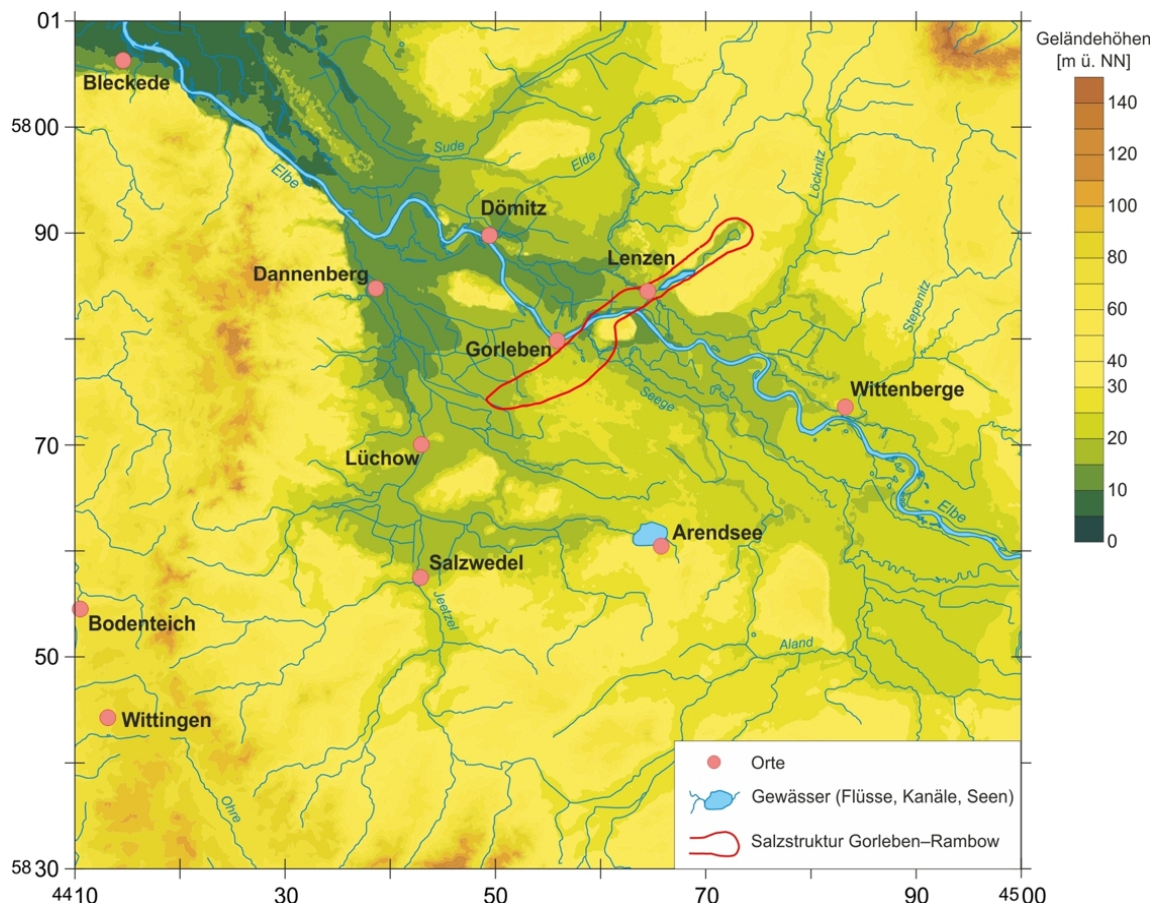 01
Geländehöhen
[m ü. NN]
Bleckede
140
58 00
Sude
Elde
Löcknitz
120
Elbe
Dömitz
100
90
Lenzen
Dannenberg
80
Stepenitz
60
Gorleben
40
Wittenberge
30
Seege
70
Lüchow
20
10
Elbe
Arendsee
0
Salzwedel
Jeetzel
Bodenteich
Aland
50
Wittingen
Orte
Gewässer (Flüsse, Kanäle, Seen)
Ohre
Salzstruktur Gorleben–Rambow
58 30
44 10
30
50
70
90
45 00